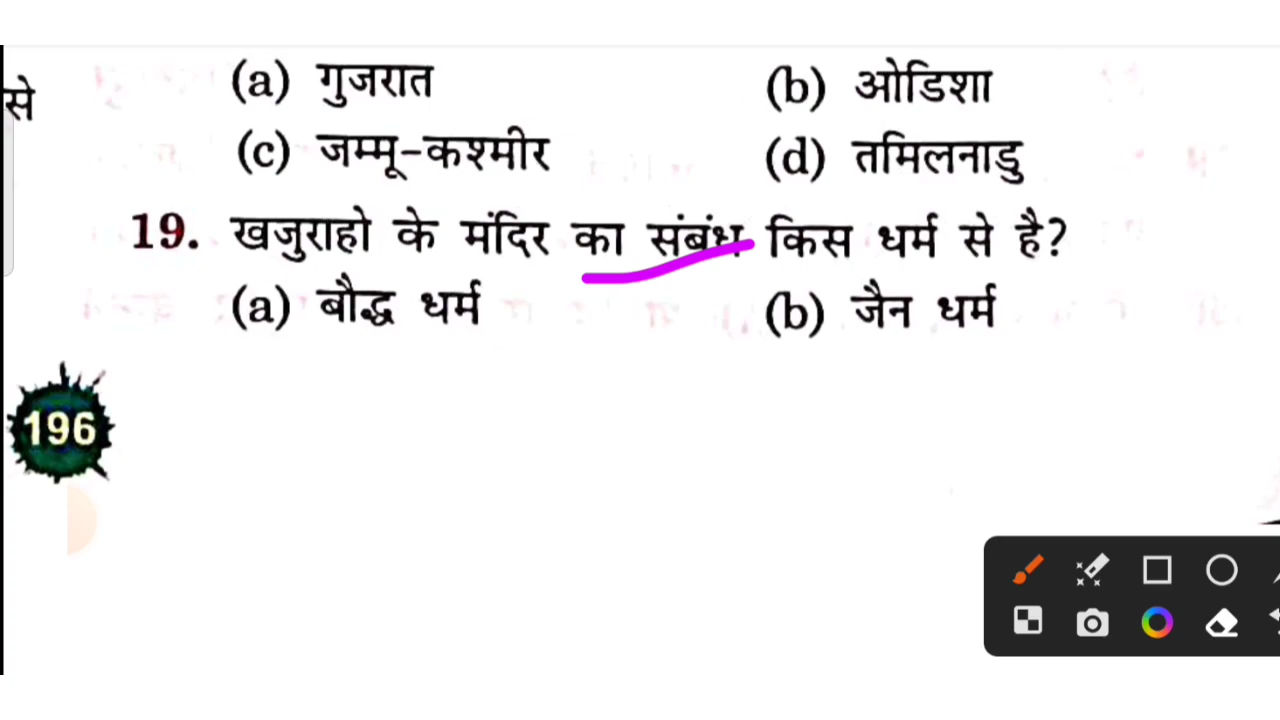 से
(a) गुजरात (b) ओडिशा
(c) जम्मू-कश्मीर (d) तमिलनाडु
19. खजुराहो के मंदिर का संबंध किस धर्म से है?
(a) बौद्ध धर्म (b) जैन धर्म
196